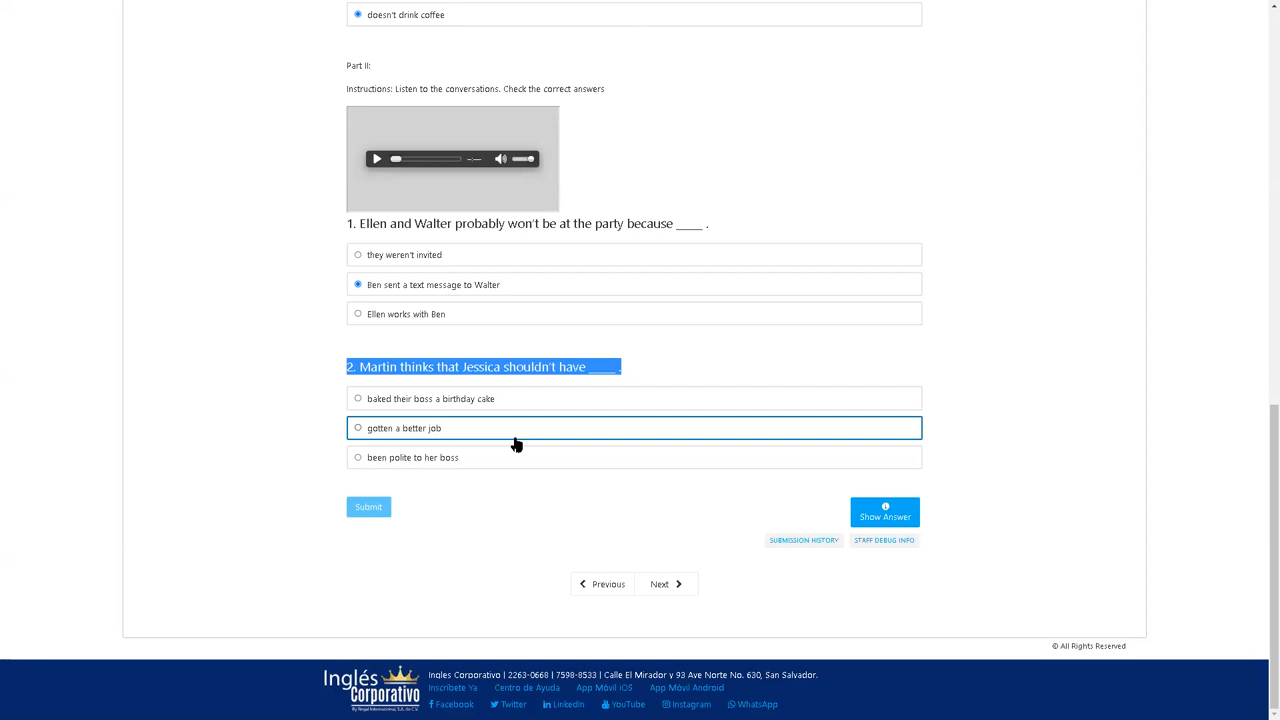 doesn't drink coffee
Part II:
Instructions: Listen to the conversations. Check the correct answers
--:--
1. Ellen and Walter probably won't be at the party because ____ .
they weren't invited
Ben sent a text message to Walter
Ellen works with Ben
2. Martin thinks that Jessica shouldn't have ____ .
baked their boss a birthday cake
gotten a better job
been polite to her boss
Submit
Show Answer
SUBMISSION HISTORY STAFF DEBUG INFO
Previous Next
© All Rights Reserved
Inglés Corporativo | 2263-0668 | 7598-8533 | Calle El Mirador y 93 Ave Norte No. 630, San Salvador.
Inscríbete Ya Centro de Ayuda App Móvil iOS App Móvil Android
Facebook Twitter LinkedIn YouTube Instagram WhatsApp
Inglés
Corporativo
By Regal International, S.A. de C.V.